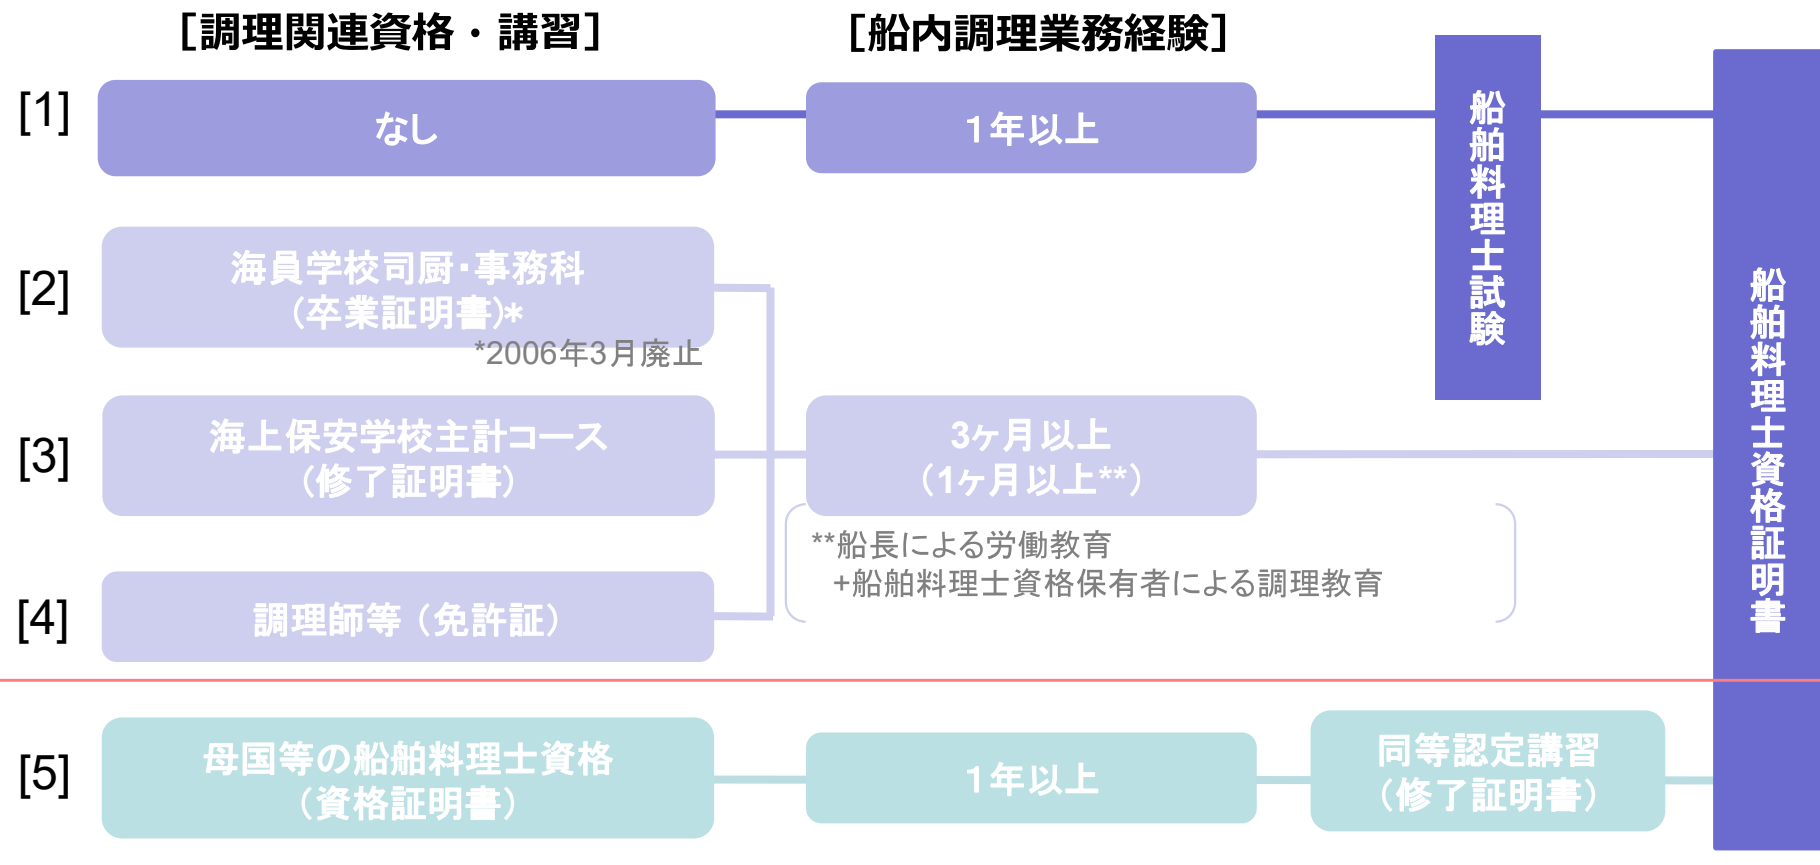 ［調理関連資格・講習］
［船内調理業務経験］
[1]
なし
１年以上
船舶料理士試験
船舶料理士資格証明書
[2]
海員学校司厨・事務科
（卒業証明書）*
*2006年3月廃止
[3]
海上保安学校主計コース
（修了証明書）
3ヶ月以上
（1ヶ月以上**）
**船長による労働教育
+船舶料理士資格保有者による調理教育
[4]
調理師等（免許証）
[5]
母国等の船舶料理士資格
（資格証明書）
１年以上
同等認定講習
（修了証明書）